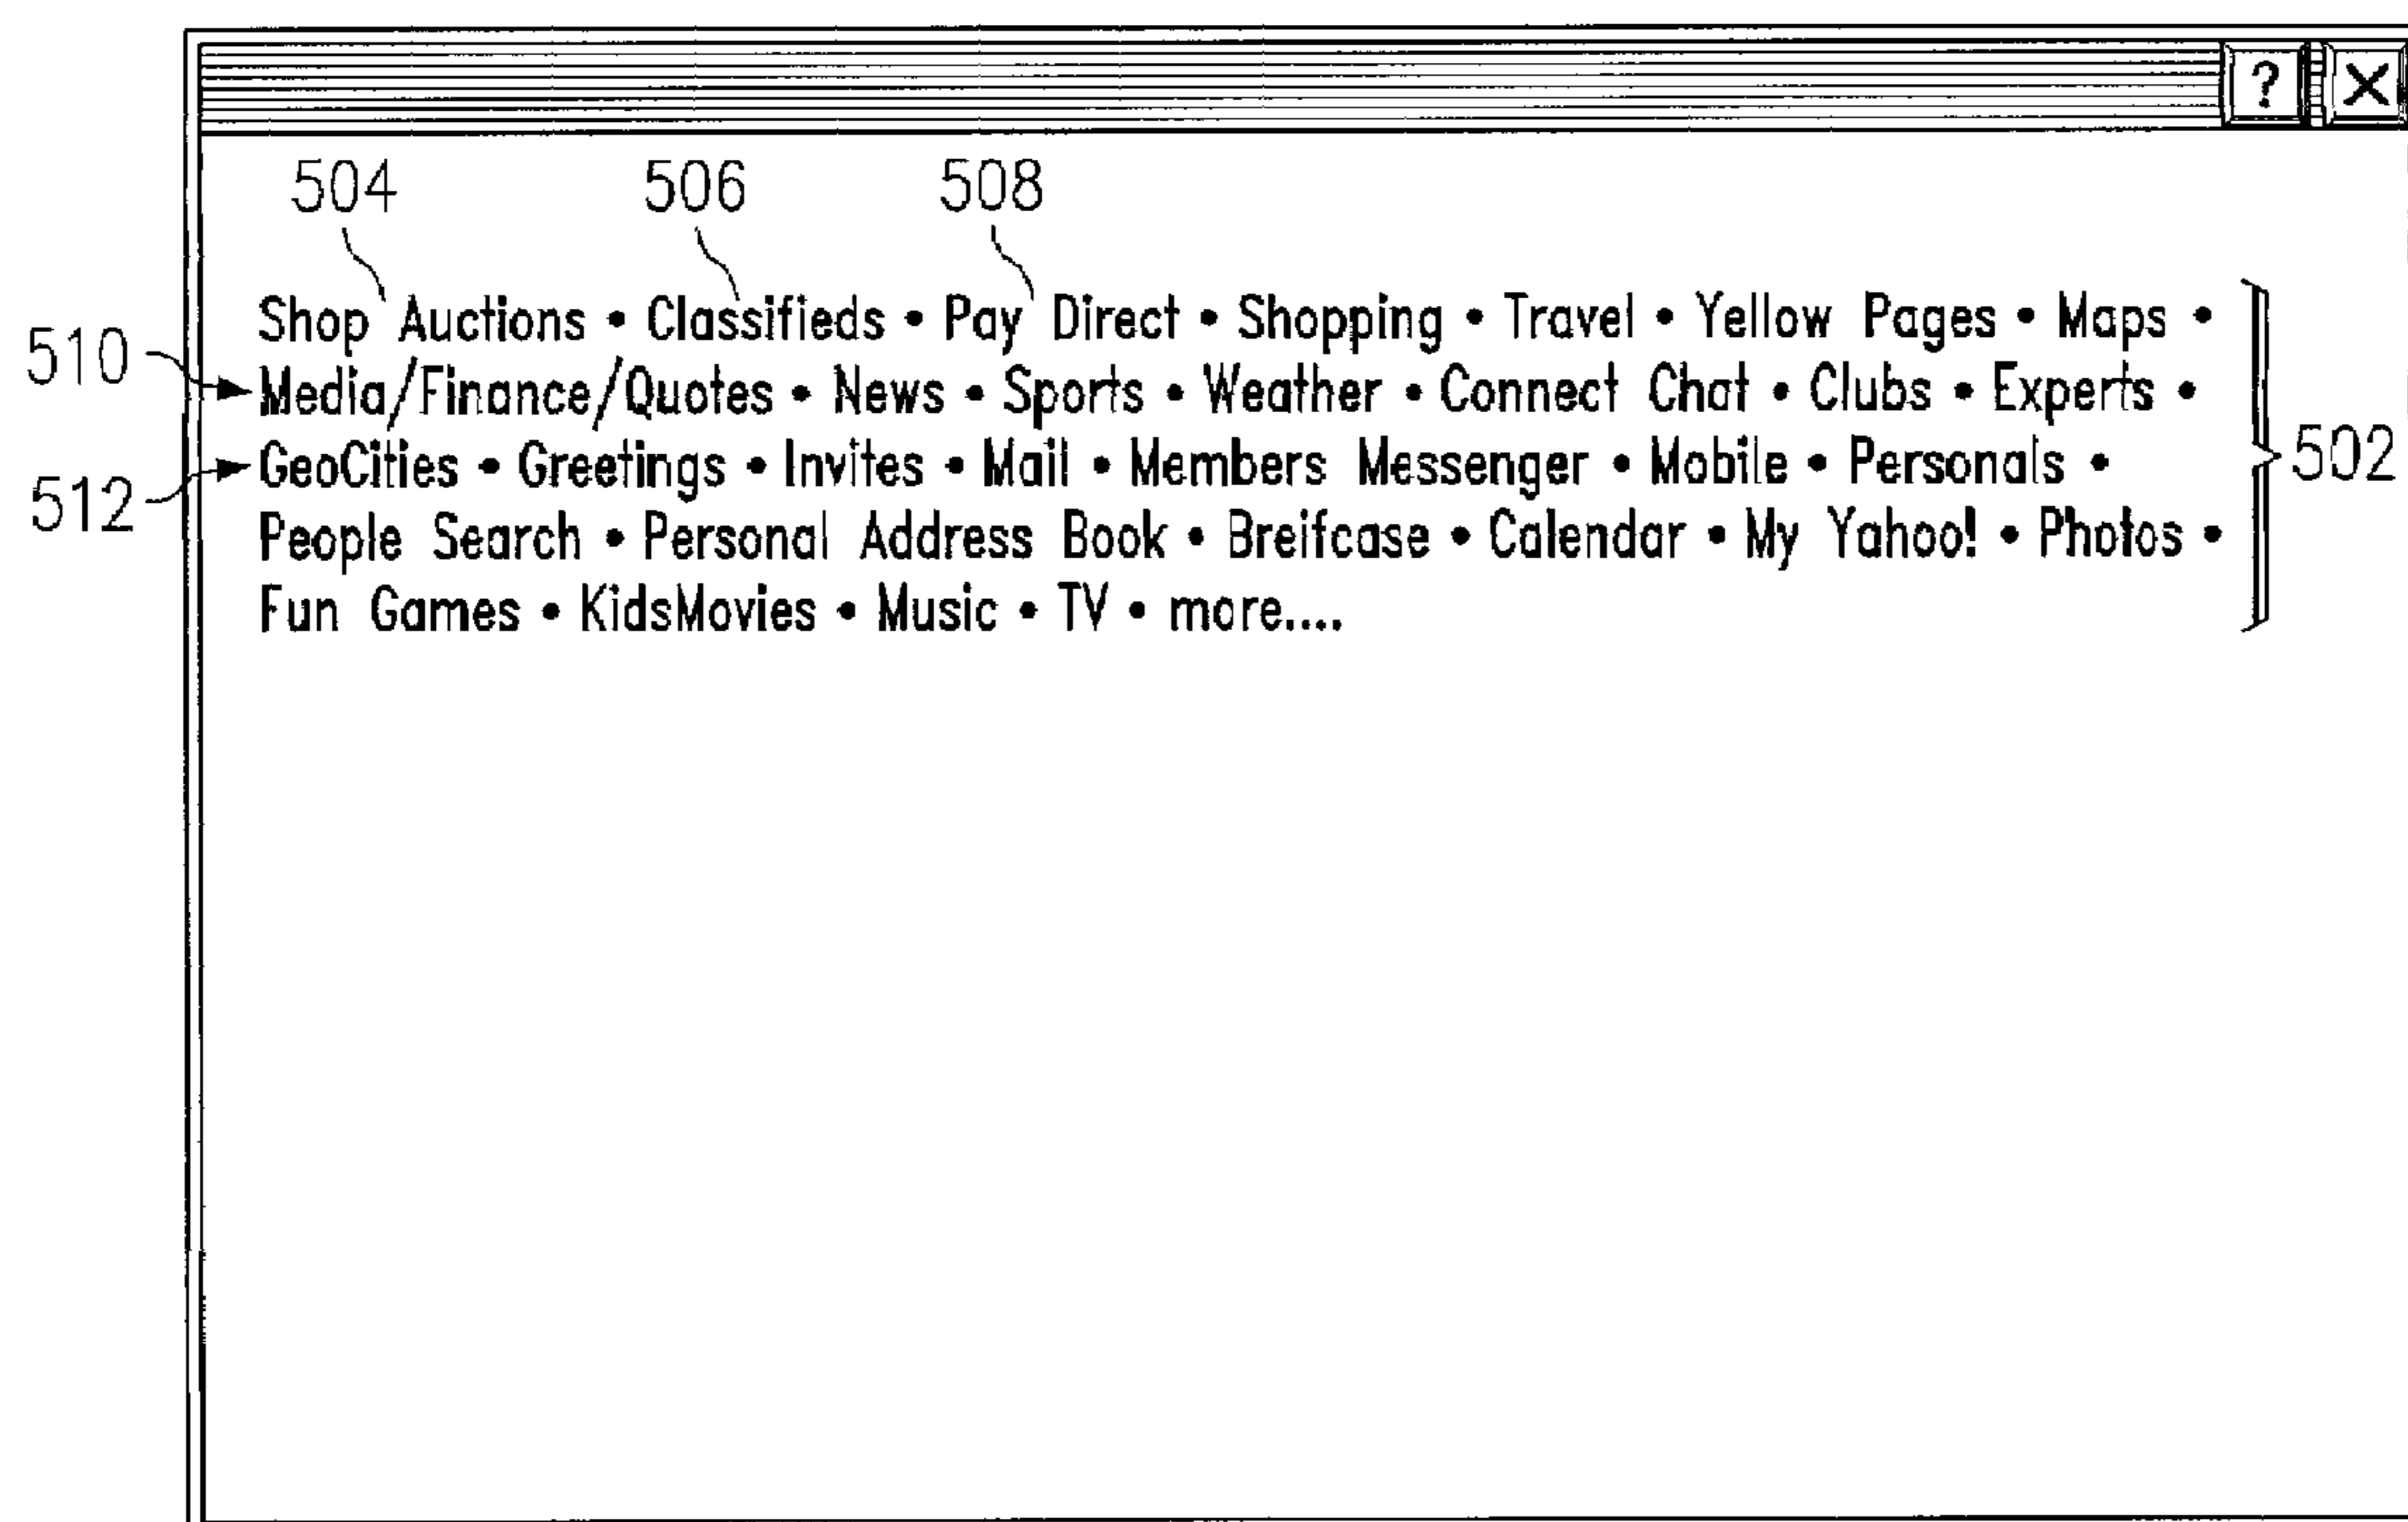 ? X
504 506 508
Shop Auctions • Classifieds • Pay Direct • Shopping • Travel • Yellow Pages • Maps •
510 Media/Finance/Quotes • News • Sports • Weather • Connect Chat • Clubs • Experts •
512 GeoCities • Greetings • Invites • Mail • Members Messenger • Mobile • Personals • 502
People Search • Personal Address Book • Breifcase • Calendar • My Yahoo! • Photos •
Fun Games • KidsMovies • Music • TV • more....